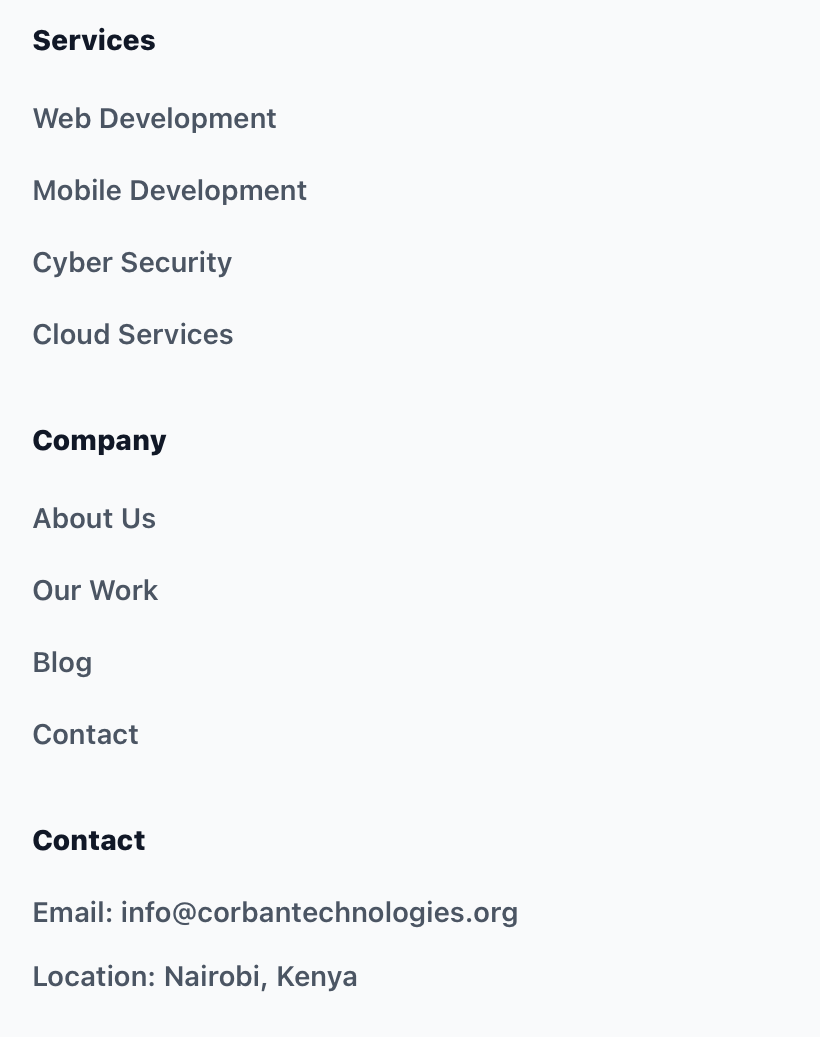 Services
Web Development
Mobile Development
Cyber Security
Cloud Services
Company
About Us
Our Work
Blog
Contact
Contact
Email: info@corbantechnologies.org
Location: Nairobi, Kenya